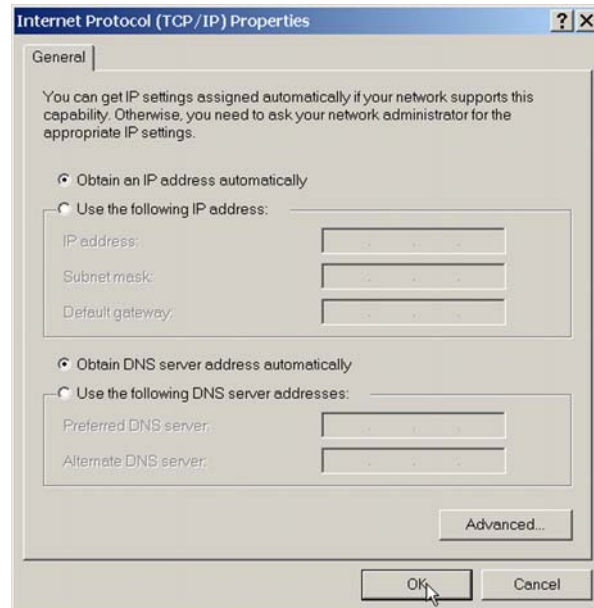 Internet Protocol (TCP/IP) Properties
General
You can get IP settings assigned automatically if your network supports this
capability. Otherwise, you need to ask your network administrator for the
appropriate IP settings.
Obtain an IP address automatically
Use the following IP address:
IP address:
Subnet mask:
Default gateway:
Obtain DNS server address automatically
Use the following DNS server addresses:
Preferred DNS server:
Alternate DNS server:
Advanced...
OK
Cancel